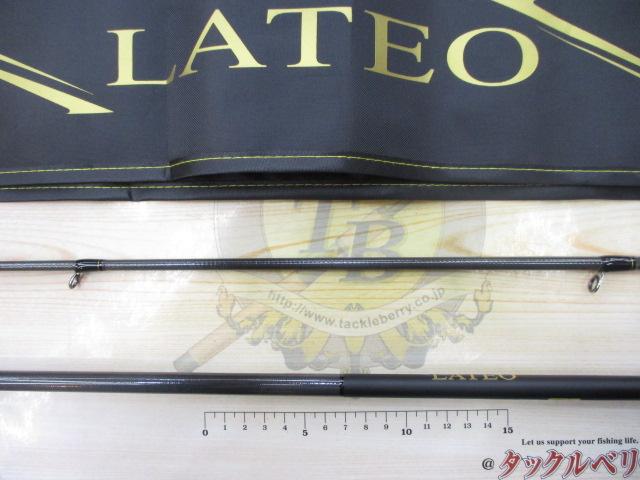 LATEO
TB
http://www.tackleberry.co.jp
LATEO
0 1 2 3 4 5 6 7 8 9 10 11 12 13 14 15
Let us support your fishing life.
@タックルベリ